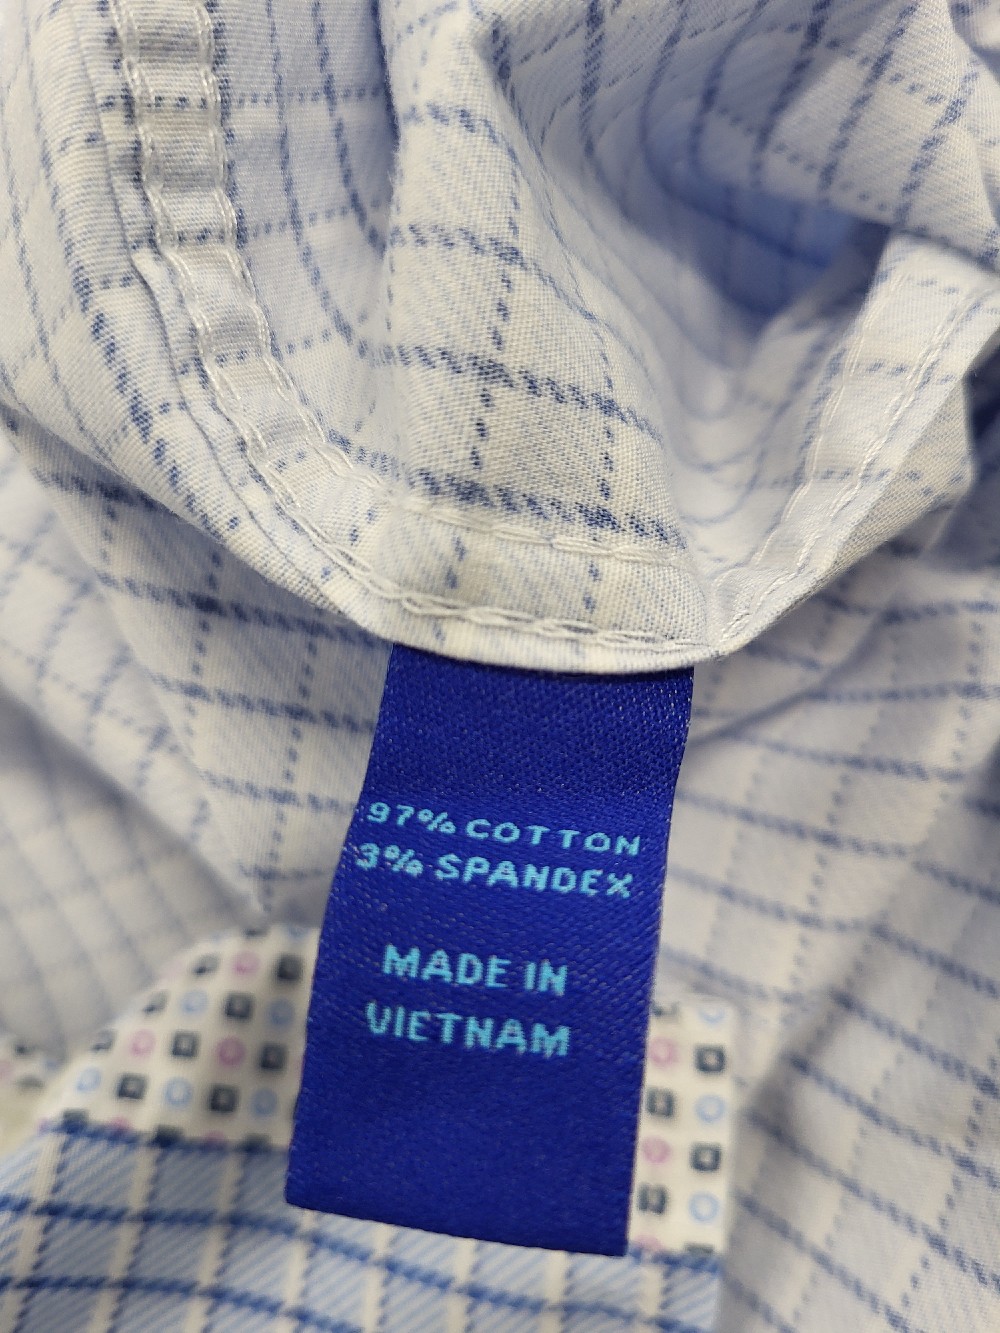 97% COTTON
3% SPANDEX
MADE IN
VIETNAM